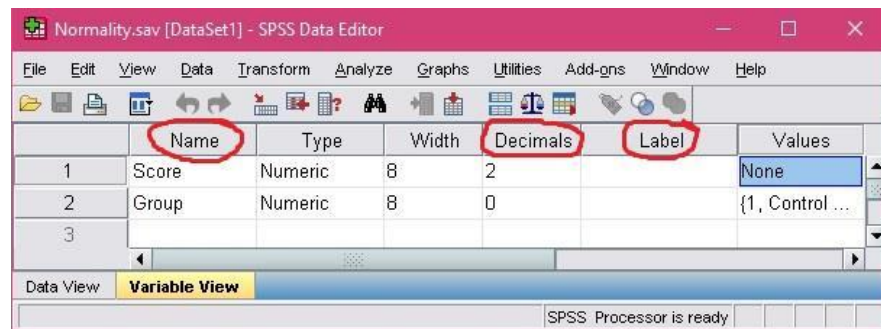 Normality.sav [DataSet1] - SPSS Data Editor
File Edit View Data Transform Analyze Graphs Utilities Add-ons Window Help
Name Type Width Decimals Label Values
1 Score Numeric 8 2 None
2 Group Numeric 8 0 {1, Control ...
3
Data View Variable View
SPSS Processor is ready